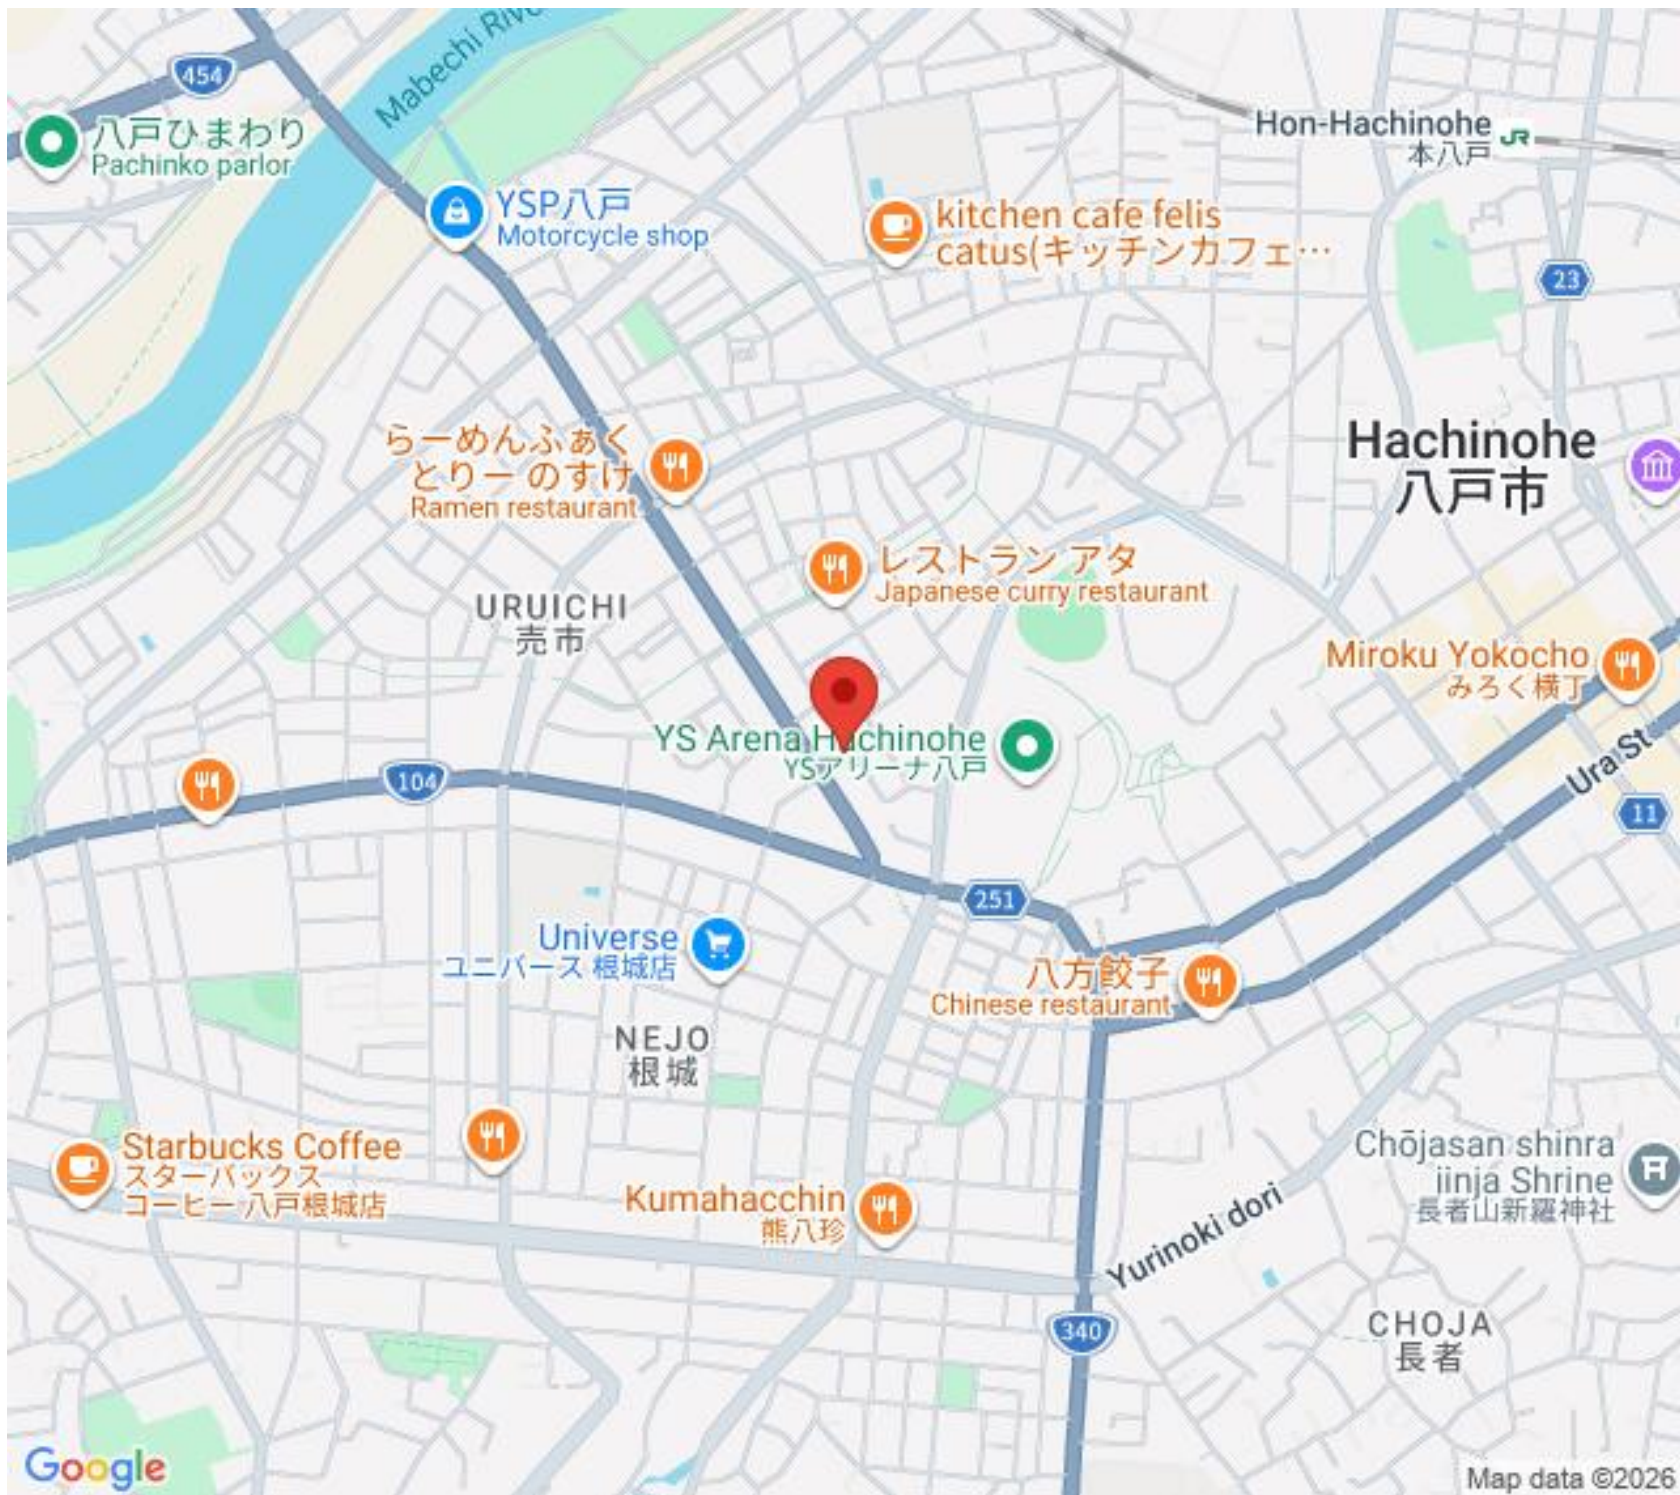 Mabechi River
454
八戸ひまわり
Pachinko parlor
Hon-Hachinohe
本八戸
JR
YSP八戸
Motorcycle shop
kitchen cafe felis
catus(キッチンカフェ…
23
らーめんふぁく
とりー のすけ
Ramen restaurant
Hachinohe
八戸市
レストラン アタ
Japanese curry restaurant
URUICHI
売市
Miroku Yokocho
みろく横丁
YS Arena Hachinohe
YSアリーナ八戸
104
Ura St
11
251
Universe
ユニバース 根城店
八方餃子
Chinese restaurant
NEJO
根城
Starbucks Coffee
スターバックス
コーヒー 八戸根城店
Chōjasan shinra
jinja Shrine
長者山新羅神社
Kumahacchin
熊八珍
Yurinoki dori
340
CHOJA
長者
Google
Map data ©2026